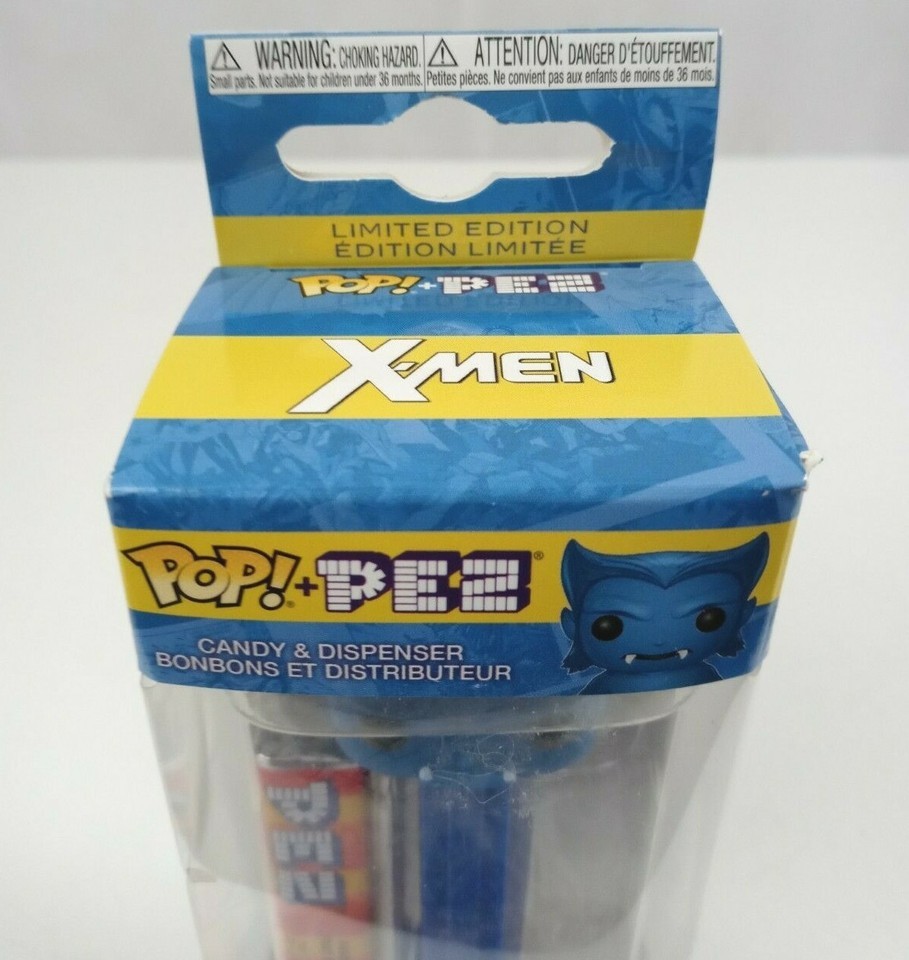 WARNING: CHOKING HAZARD.
Small parts. Not suitable for children under 36 months.
ATTENTION: DANGER D'ÉTOUFFEMENT.
Petites pièces. Ne convient pas aux enfants de moins de 36 mois.
LIMITED EDITION
ÉDITION LIMITÉE
POP! + PEZ
X-MEN
POP!® + PEZ®
CANDY & DISPENSER
BONBONS ET DISTRIBUTEUR
PEZ